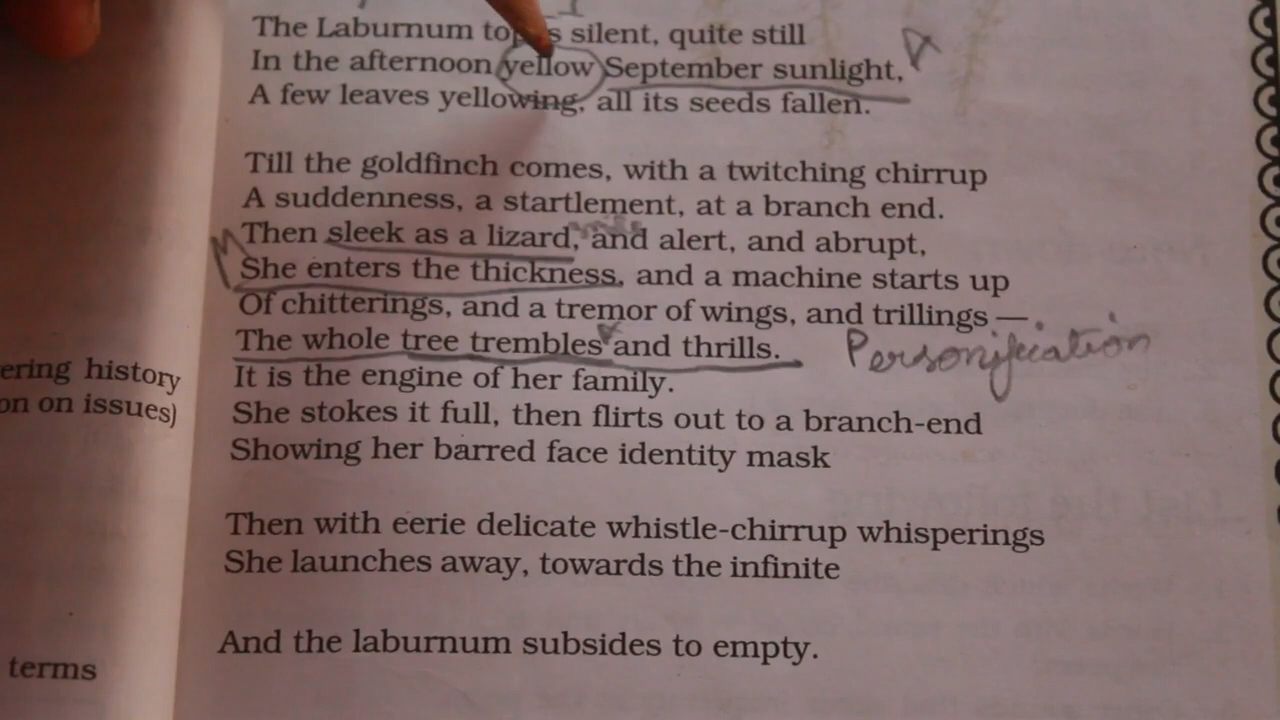 The Laburnum top is silent, quite still
In the afternoon yellow September sunlight,
A few leaves yellowing, all its seeds fallen.
Till the goldfinch comes, with a twitching chirrup
A suddenness, a startlement, at a branch end.
Then sleek as a lizard, and alert, and abrupt,
She enters the thickness, and a machine starts up
Of chitterings, and a tremor of wings, and trillings —
The whole tree trembles and thrills.
Personification
It is the engine of her family.
She stokes it full, then flirts out to a branch-end
Showing her barred face identity mask
Then with eerie delicate whistle-chirrup whisperings
She launches away, towards the infinite
And the laburnum subsides to empty.
ering history
on on issues)
terms